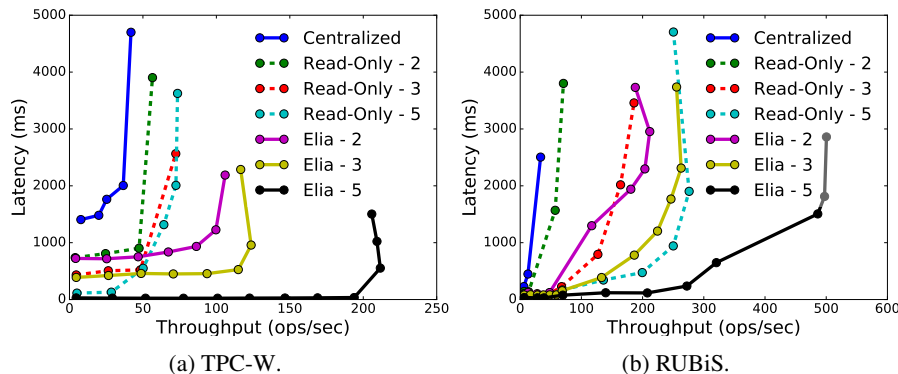 5000
4000
3000
2000
1000
0
Latency (ms)
0 50 100 150 200 250
Throughput (ops/sec)
Centralized
Read-Only - 2
Read-Only - 3
Read-Only - 5
Elia - 2
Elia - 3
Elia - 5
(a) TPC-W.
5000
4000
3000
2000
1000
0
Latency (ms)
0 100 200 300 400 500 600
Throughput (ops/sec)
Centralized
Read-Only - 2
Read-Only - 3
Read-Only - 5
Elia - 2
Elia - 3
Elia - 5
(b) RUBiS.